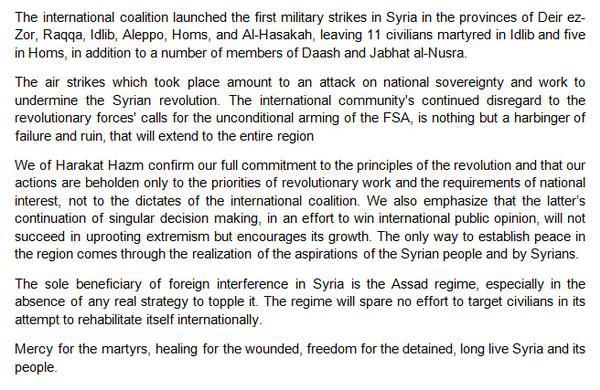 The international coalition launched the first military strikes in Syria in the provinces of Deir ez-
Zor, Raqqa, Idlib, Aleppo, Homs, and Al-Hasakah, leaving 11 civilians martyred in Idlib and five
in Homs, in addition to a number of members of Daash and Jabhat al-Nusra.
The air strikes which took place amount to an attack on national sovereignty and work to
undermine the Syrian revolution. The international community's continued disregard to the
revolutionary forces' calls for the unconditional arming of the FSA, is nothing but a harbinger of
failure and ruin, that will extend to the entire region
We of Harakat Hazm confirm our full commitment to the principles of the revolution and that our
actions are beholden only to the priorities of revolutionary work and the requirements of national
interest, not to the dictates of the international coalition. We also emphasize that the latter's
continuation of singular decision making, in an effort to win international public opinion, will not
succeed in uprooting extremism but encourages its growth. The only way to establish peace in
the region comes through the realization of the aspirations of the Syrian people and by Syrians.
The sole beneficiary of foreign interference in Syria is the Assad regime, especially in the
absence of any real strategy to topple it. The regime will spare no effort to target civilians in its
attempt to rehabilitate itself internationally.
Mercy for the martyrs, healing for the wounded, freedom for the detained, long live Syria and its
people.